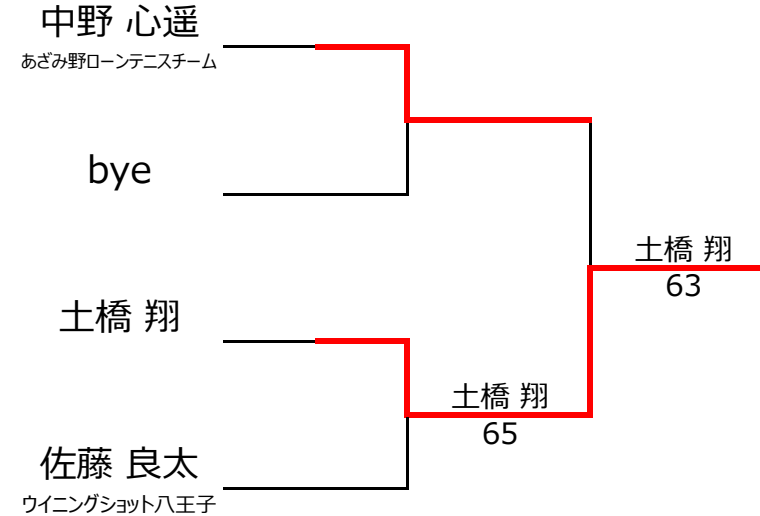 中野 心遥
あざみ野ローンテニスチーム
bye
土橋 翔
63
土橋 翔
土橋 翔
65
佐藤 良太
ウイニングショット八王子